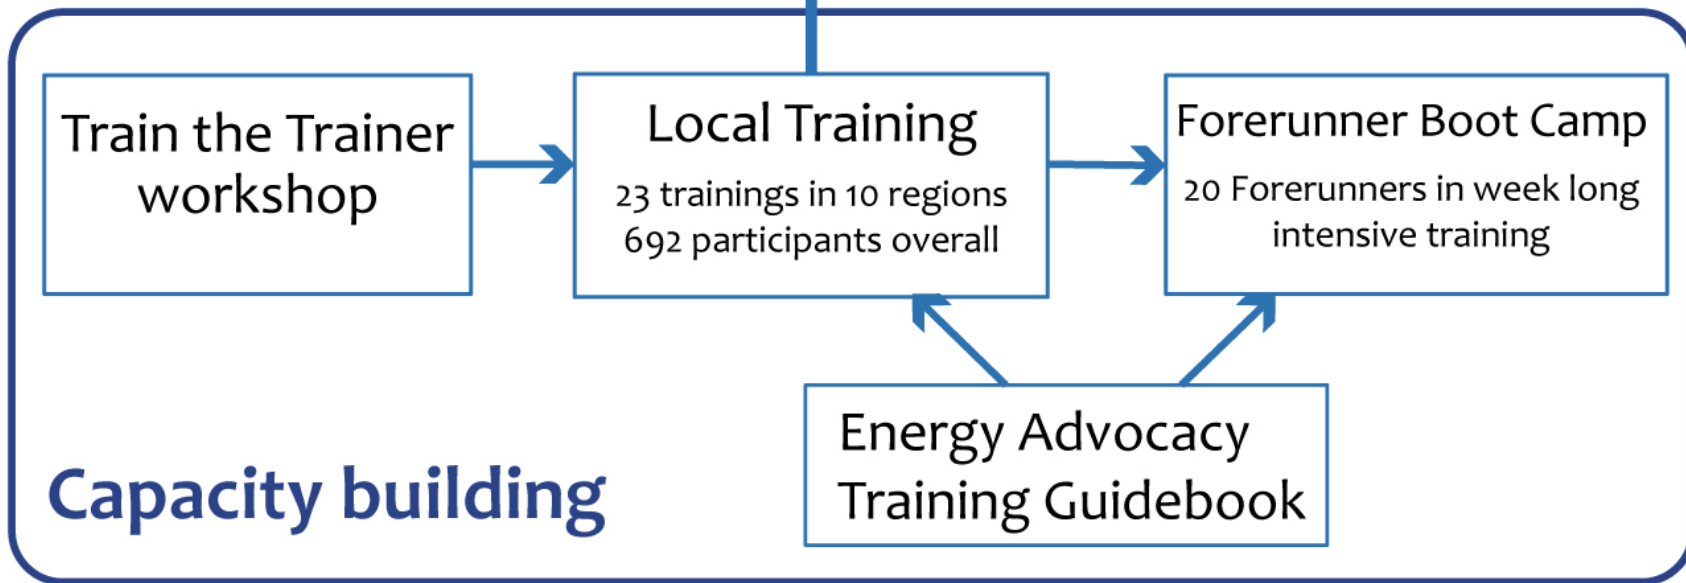 Train the Trainer
workshop
Local Training
23 trainings in 10 regions
692 participants overall
Forerunner Boot Camp
20 Forerunners in week long
intensive training
Energy Advocacy
Training Guidebook
Capacity building